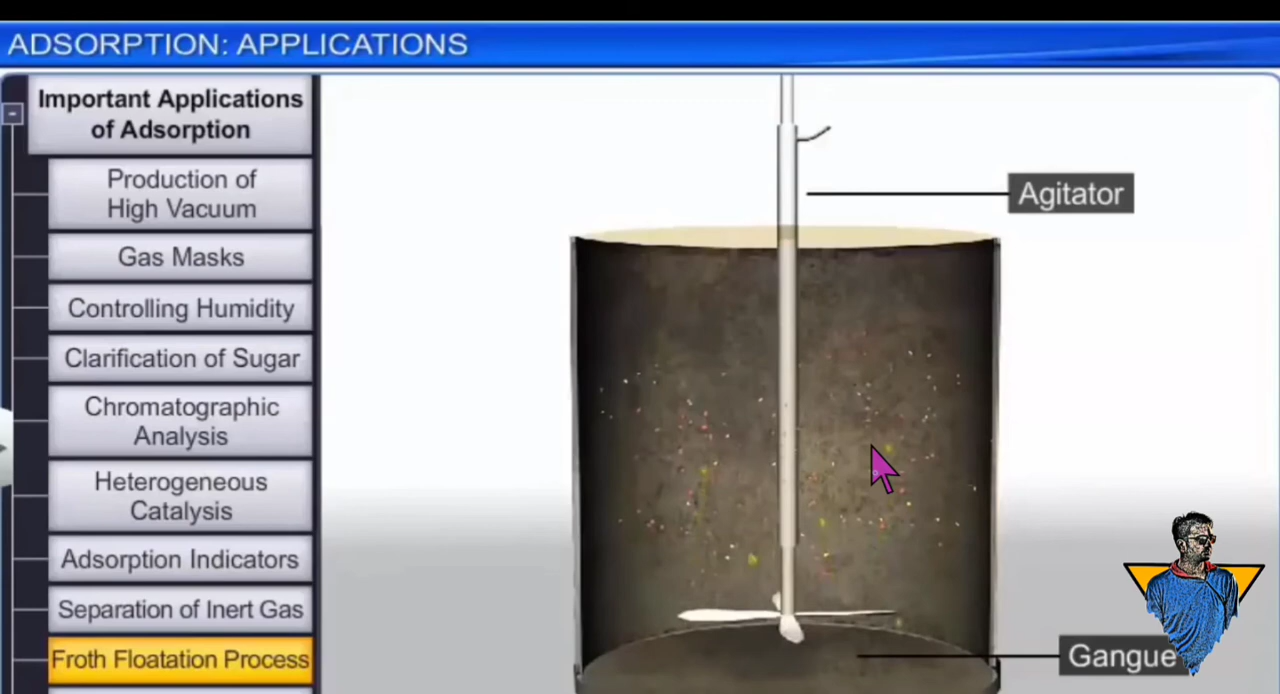 ADSORPTION: APPLICATIONS
Important Applications
of Adsorption
Production of
High Vacuum
Gas Masks
Controlling Humidity
Clarification of Sugar
Chromatographic
Analysis
Heterogeneous
Catalysis
Adsorption Indicators
Separation of Inert Gas
Froth Floatation Process
Agitator
Gangue